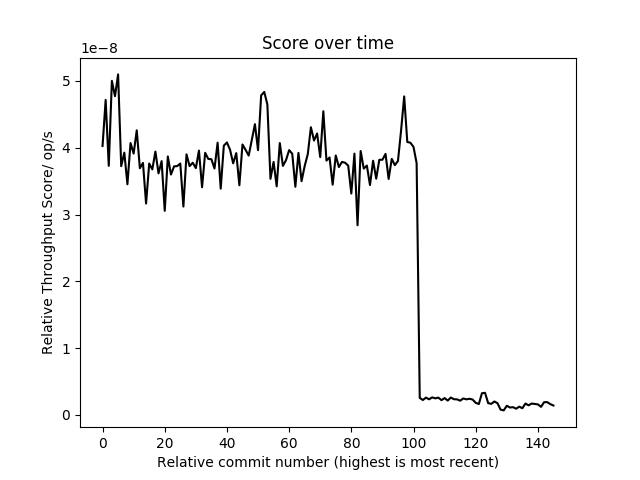 Score over time
1e−8
5
4
3
2
1
0
Relative Throughput Score/ op/s
0 20 40 60 80 100 120 140
Relative commit number (highest is most recent)